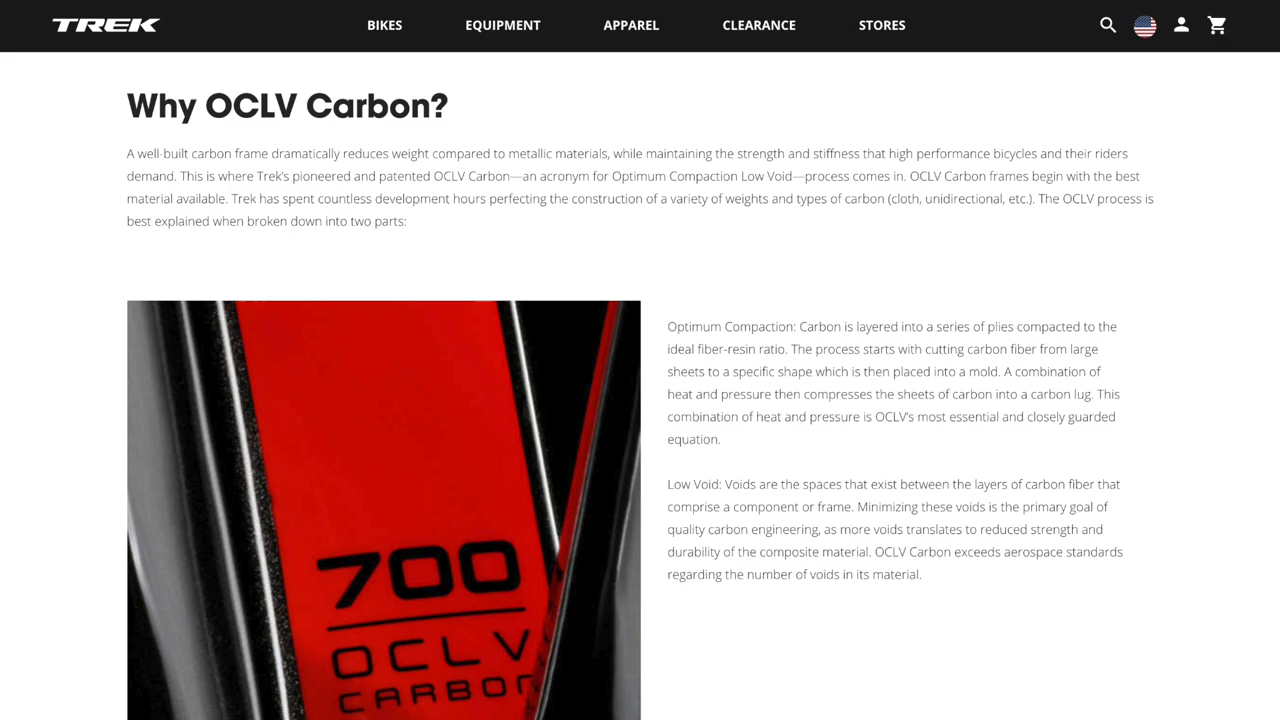 TREK
BIKES
EQUIPMENT
APPAREL
CLEARANCE
STORES
Why OCLV Carbon?
A well-built carbon frame dramatically reduces weight compared to metallic materials, while maintaining the strength and stiffness that high performance bicycles and their riders
demand. This is where Trek's pioneered and patented OCLV Carbon—an acronym for Optimum Compaction Low Void—process comes in. OCLV Carbon frames begin with the best
material available. Trek has spent countless development hours perfecting the construction of a variety of weights and types of carbon (cloth, unidirectional, etc.). The OCLV process is
best explained when broken down into two parts:
700
OCLV
CARBON
Optimum Compaction: Carbon is layered into a series of plies compacted to the
ideal fiber-resin ratio. The process starts with cutting carbon fiber from large
sheets to a specific shape which is then placed into a mold. A combination of
heat and pressure then compresses the sheets of carbon into a carbon lug. This
combination of heat and pressure is OCLV's most essential and closely guarded
equation.
Low Void: Voids are the spaces that exist between the layers of carbon fiber that
comprise a component or frame. Minimizing these voids is the primary goal of
quality carbon engineering, as more voids translates to reduced strength and
durability of the composite material. OCLV Carbon exceeds aerospace standards
regarding the number of voids in its material.